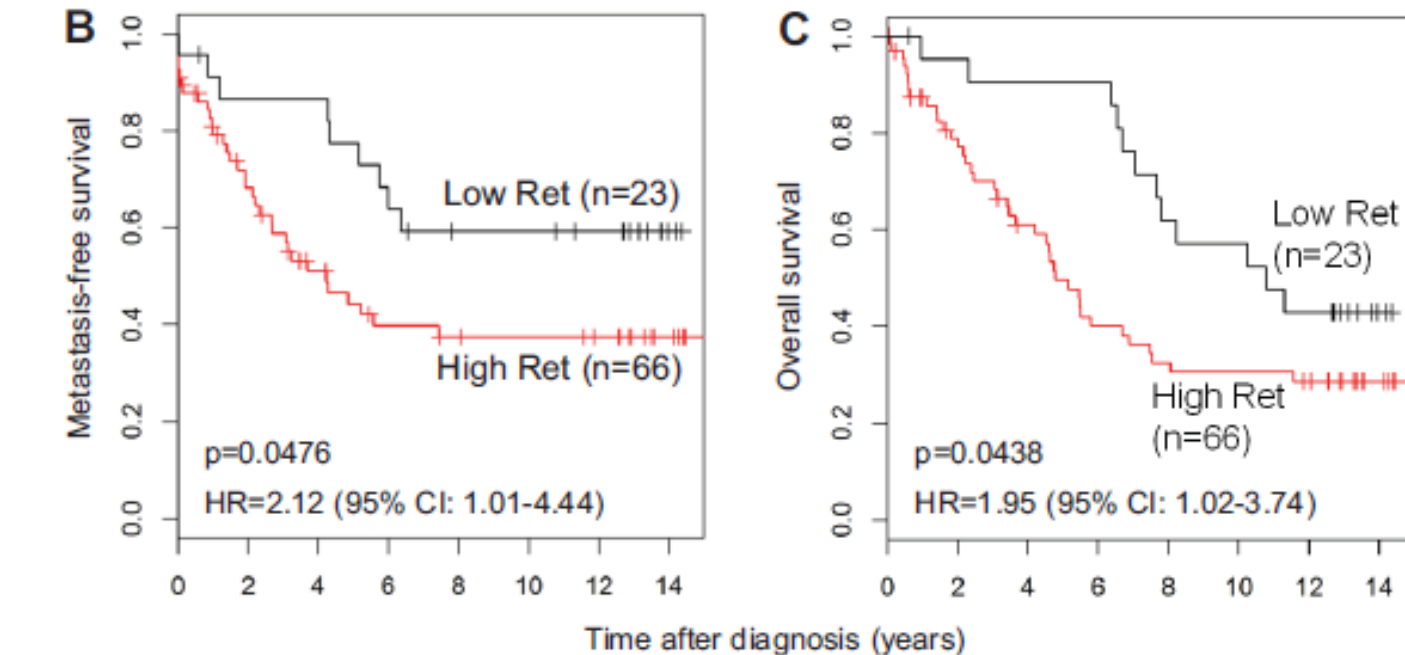 B
Metastasis-free survival
1.0
0.8
0.6
0.4
0.2
0.0
Low Ret (n=23)
High Ret (n=66)
p=0.0476
HR=2.12 (95% CI: 1.01-4.44)
0 2 4 6 8 10 12 14
C
Overall survival
1.0
0.8
0.6
0.4
0.2
0.0
Low Ret
(n=23)
High Ret
(n=66)
p=0.0438
HR=1.95 (95% CI: 1.02-3.74)
0 2 4 6 8 10 12 14
Time after diagnosis (years)